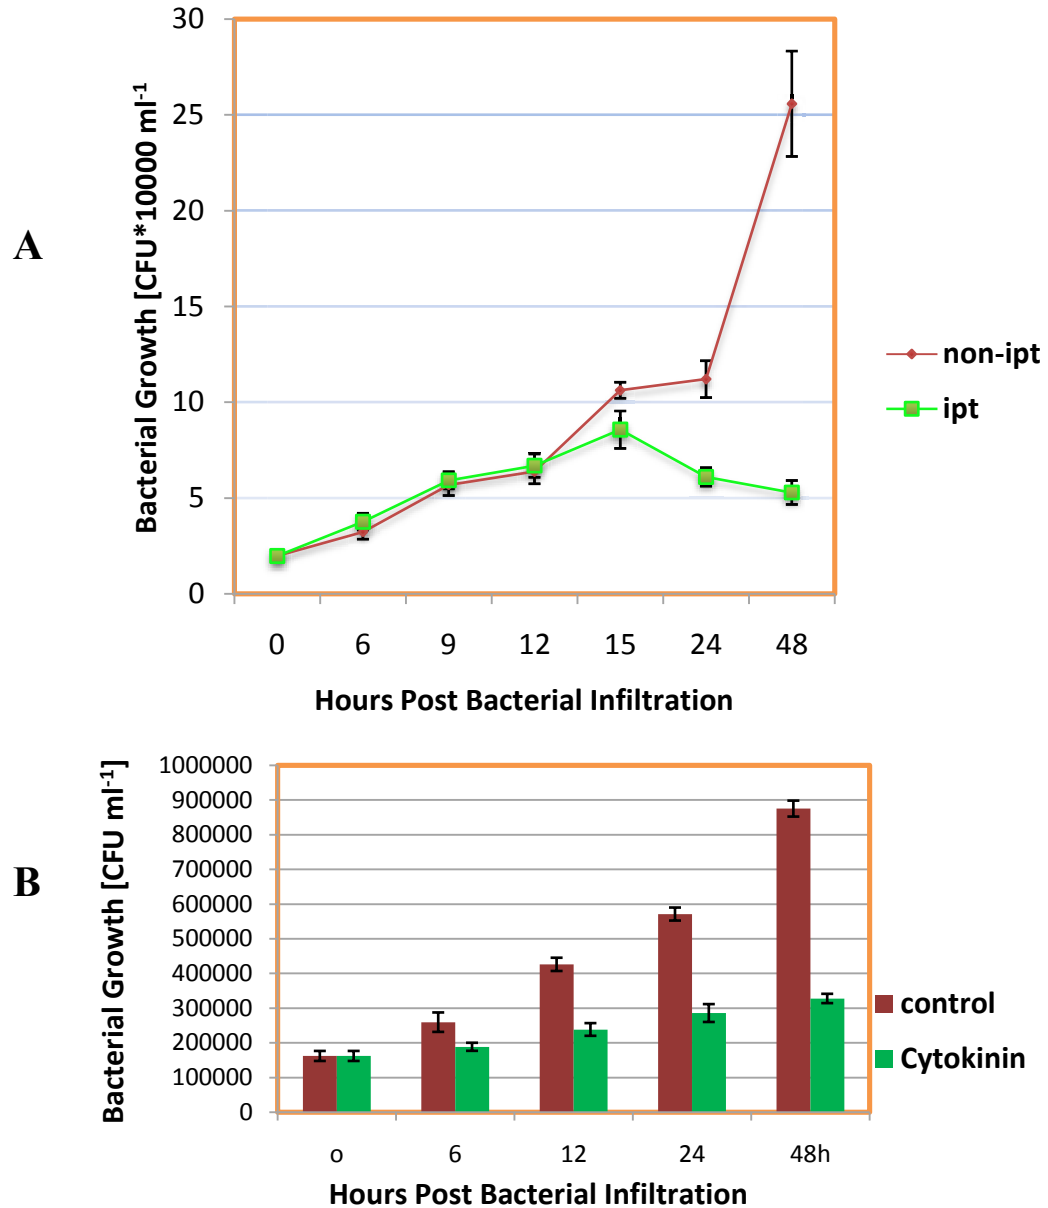 A
Bacterial Growth [CFU*10000 ml-1
30
25
20
15
10
5
0
0 6 9 12 15 24 48
Hours Post Bacterial Infiltration
non-ipt
ipt
B
Bacterial Growth [CFU ml-1]
1000000
900000
800000
700000
600000
500000
400000
300000
200000
100000
0
o 6 12 24 48h
Hours Post Bacterial Infiltration
control
Cytokinin